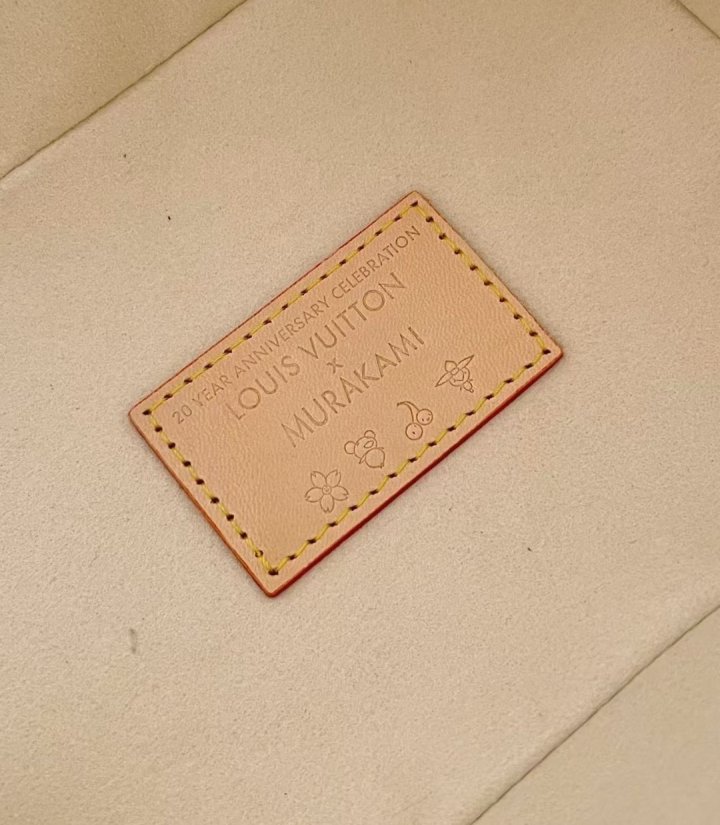 20 YEAR ANNIVERSARY CELEBRATION
LOUIS VUITTON
x
MURAKAMI